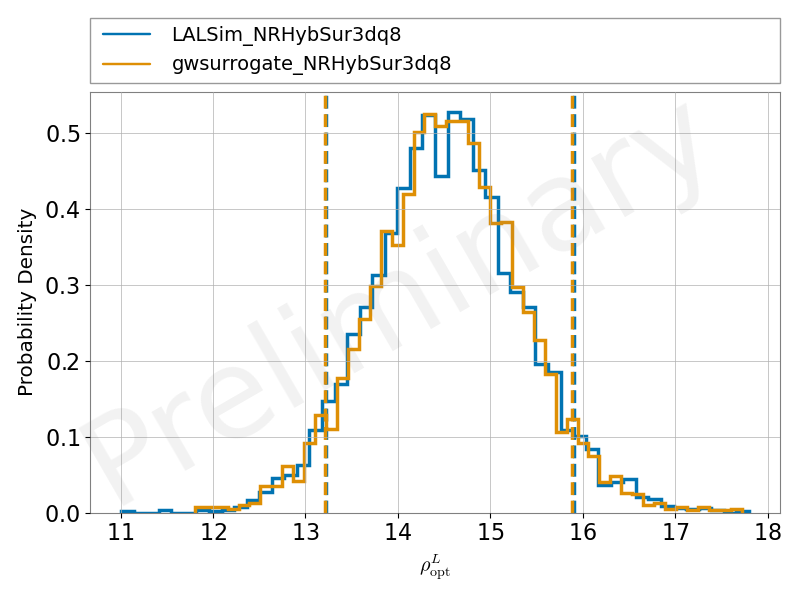 LALSim_NRHybSur3dq8
gwsurrogate_NRHybSur3dq8
Preliminary
Probability Density
0.5
0.4
0.3
0.2
0.1
0.0
11 12 13 14 15 16 17 18
ρ^L_opt